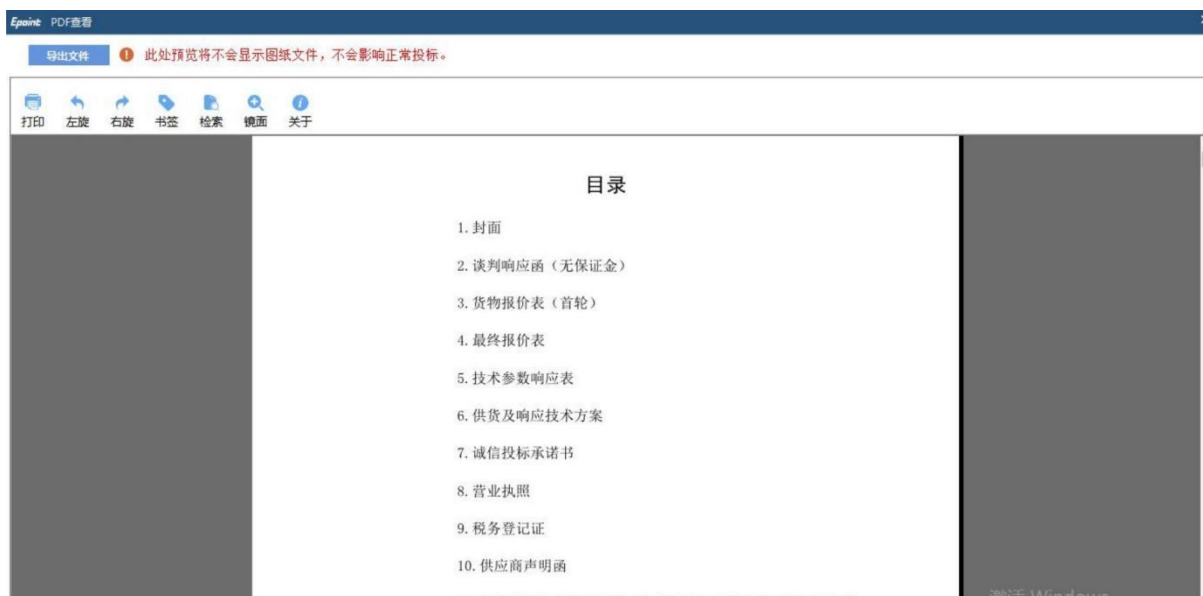 Epoint PDF查看
导出文件 此处预览将不会显示图纸文件，不会影响正常投标。
打印 左旋 右旋 书签 检索 镜面 关于
目录
1. 封面
2. 谈判响应函（无保证金）
3. 货物报价表（首轮）
4. 最终报价表
5. 技术参数响应表
6. 供货及响应技术方案
7. 诚信投标承诺书
8. 营业执照
9. 税务登记证
10. 供应商声明函
激活 Windows